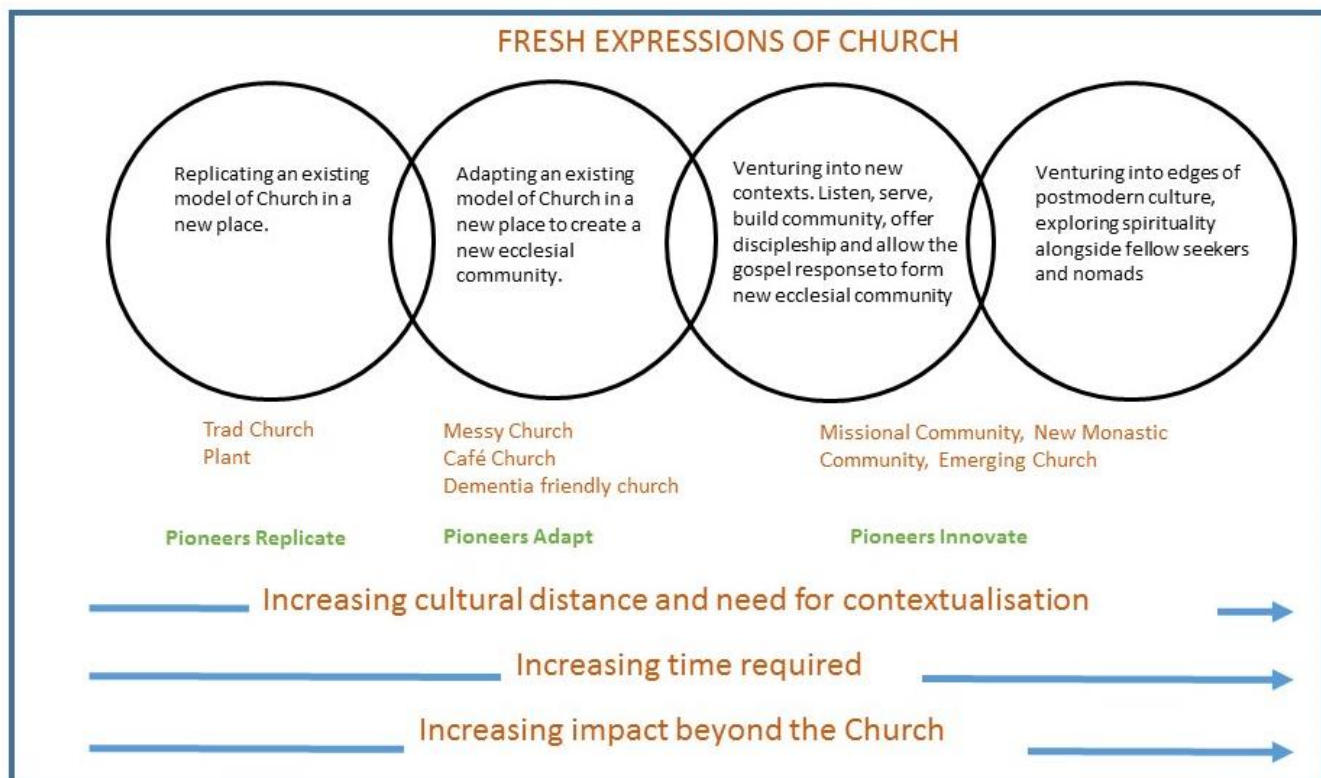 FRESH EXPRESSIONS OF CHURCH
Replicating an existing
model of Church in a
new place.
Adapting an existing
model of Church in a
new place to create a
new ecclesial
community.
Venturing into new
contexts. Listen, serve,
build community, offer
discipleship and allow the
gospel response to form
new ecclesial community
Venturing into edges of
postmodern culture,
exploring spirituality
alongside fellow seekers
and nomads
Trad Church
Plant
Messy Church
Café Church
Dementia friendly church
Missional Community, New Monastic
Community, Emerging Church
Pioneers Replicate
Pioneers Adapt
Pioneers Innovate
Increasing cultural distance and need for contextualisation
Increasing time required
Increasing impact beyond the Church